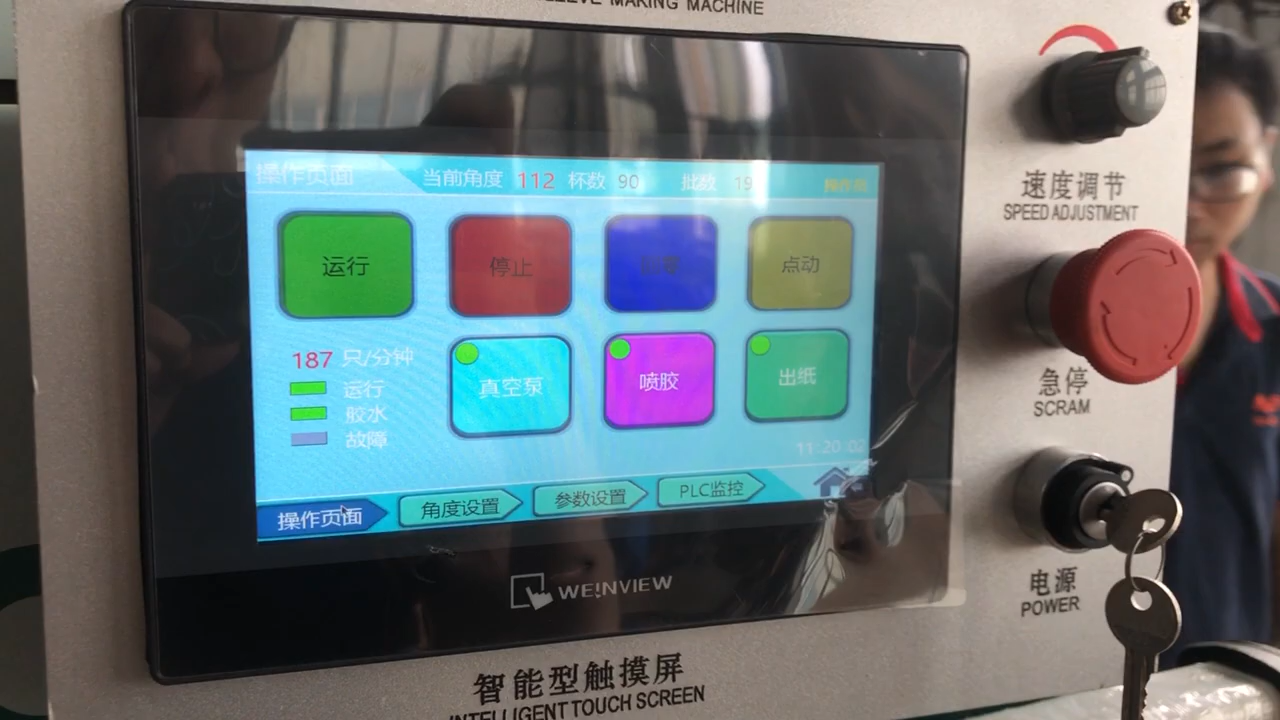 MAKING MACHINE
操作页面 当前角度 112 杯数 90 批数 19
运行 停止 点动
187 只/分钟
运行
胶水
故障
真空泵 喷胶 出纸
11:20:02
操作页面 角度设置 参数设置 PLC监控
WEINVIEW
智能型触摸屏
INTELLIGENT TOUCH SCREEN
速度调节
SPEED ADJUSTMENT
急停
SCRAM
电源
POWER